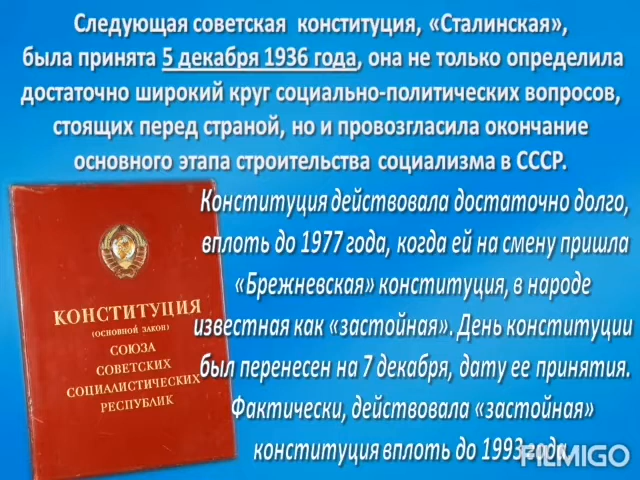 Следующая советская конституция, «Сталинская»,
была принята 5 декабря 1936 года, она не только определила
достаточно широкий круг социально-политических вопросов,
стоящих перед страной, но и провозгласила окончание
основного этапа строительства социализма в СССР.
Конституция действовала достаточно долго,
вплоть до 1977 года, когда ей на смену пришла
«Брежневская» конституция, в народе
известная как «застойная». День конституции
был перенесен на 7 декабря, дату ее принятия.
Фактически, действовала «застойная»
конституция вплоть до 1993 года.
КОНСТИТУЦИЯ
(ОСНОВНОЙ ЗАКОН)
СОЮЗА
СОВЕТСКИХ
СОЦИАЛИСТИЧЕСКИХ
РЕСПУБЛИК
FILMIGO